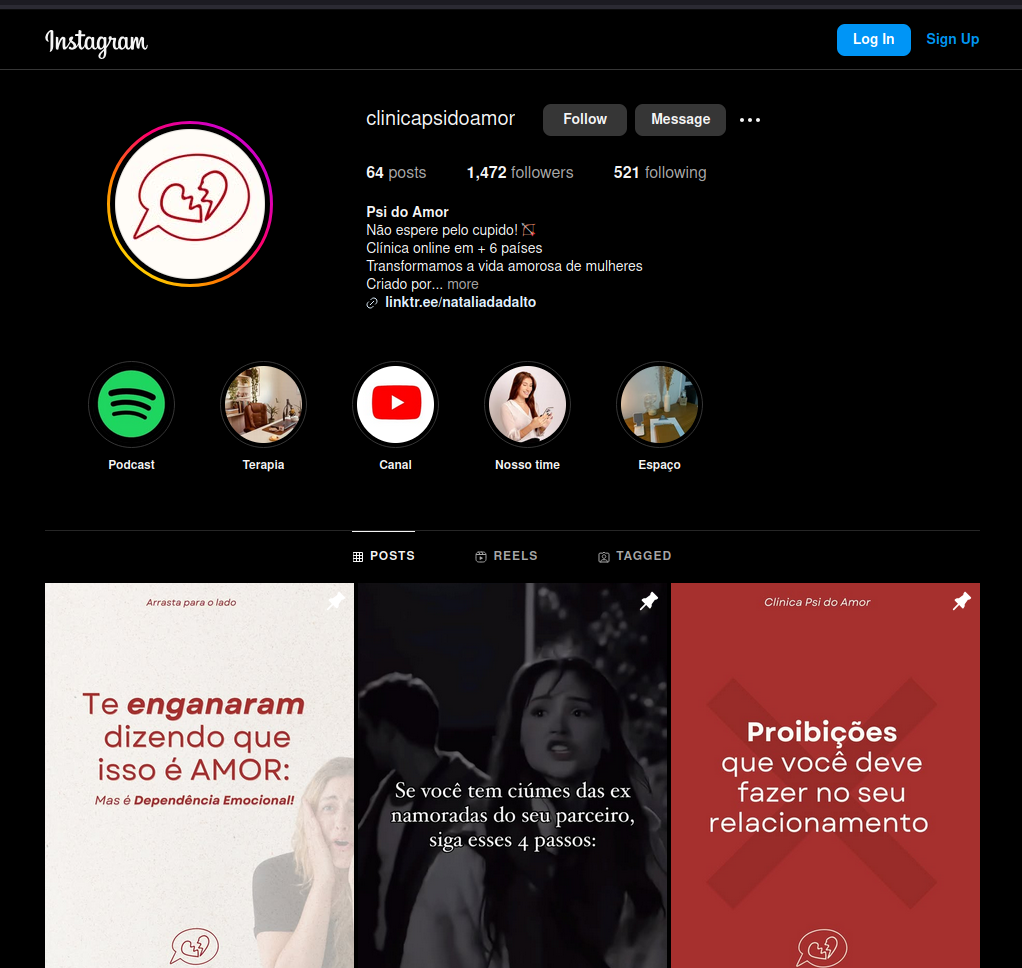 Instagram
Log In
Sign Up
clinicapsidoamor
Follow
Message
64 posts
1,472 followers
521 following
Psi do Amor
Não espere pelo cupido! 🏹
Clínica online em + 6 países
Transformamos a vida amorosa de mulheres
Criado por... more
linktr.ee/nataliadadalto
Podcast
Terapia
Canal
Nosso time
Espaço
POSTS
REELS
TAGGED
Arrasta para o lado
Te enganaram
dizendo que
isso é AMOR:
Mas é Dependência Emocional!
Se você tem ciúmes das ex
namoradas do seu parceiro,
siga esses 4 passos:
Clinica Psi do Amor
Proibições
que você deve
fazer no seu
relacionamento